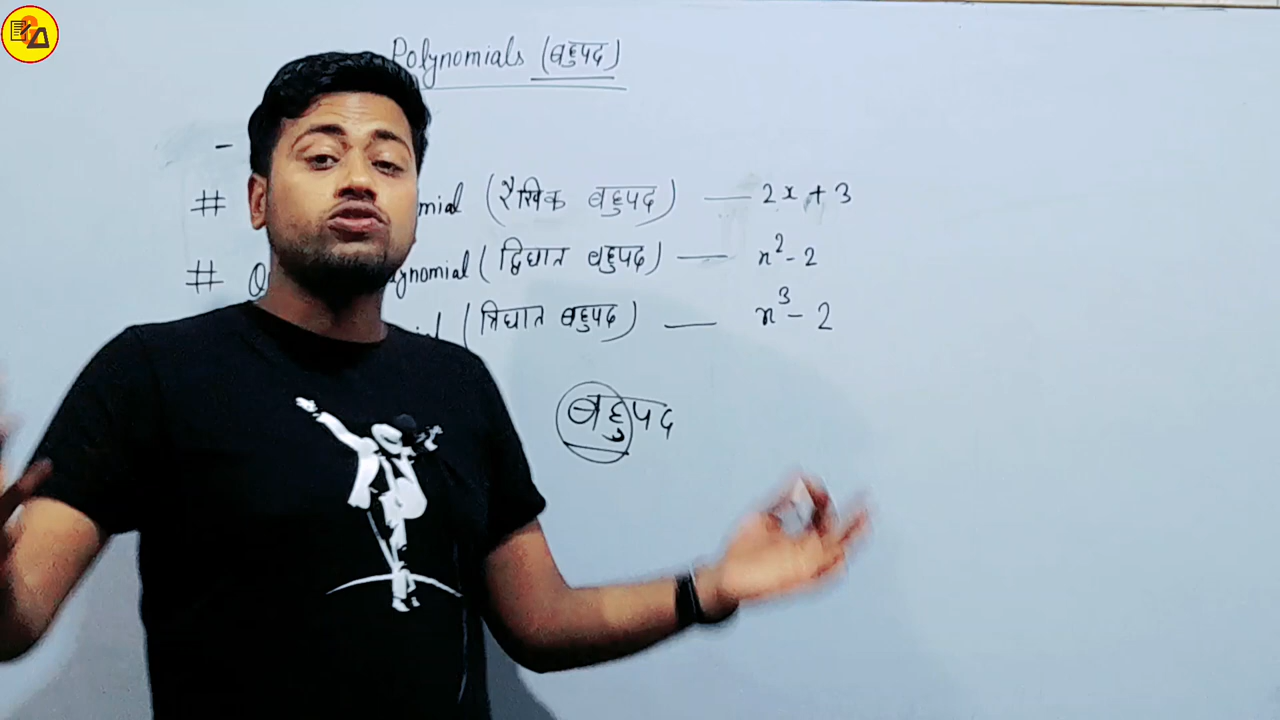 Polynomials (बहुपद)
-
# mial (रैखिक बहुपद) — 2x + 3
# Q ynomial (द्विघात बहुपद) — x² - 2
(त्रिघात बहुपद) — x³ - 2
बहुपद